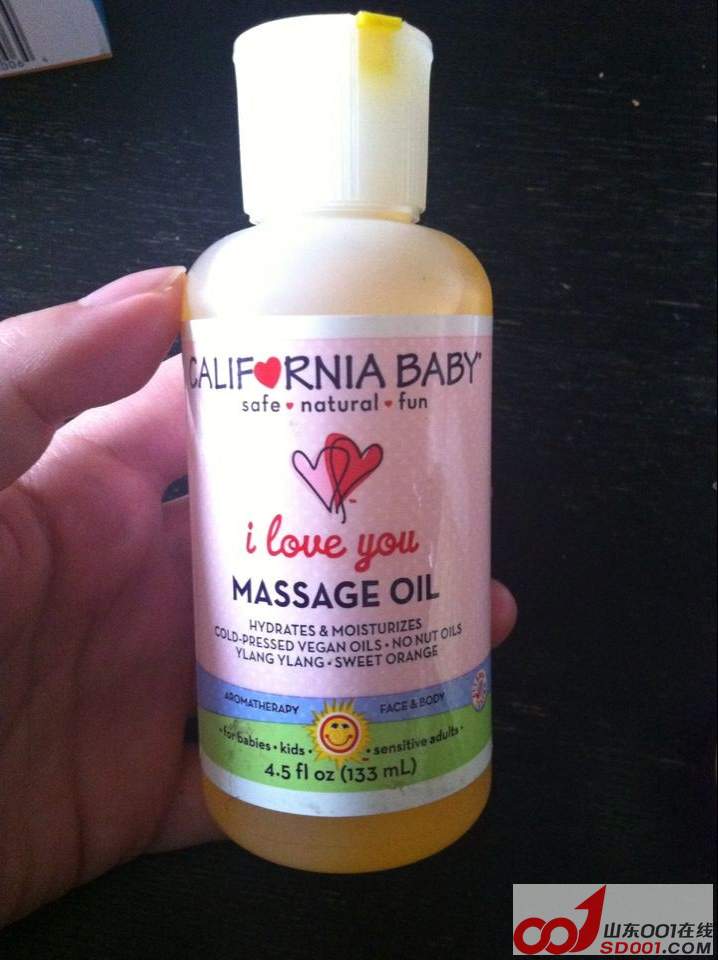 CALIFORNIA BABY
safe • natural • fun
i love you
MASSAGE OIL
HYDRATES & MOISTURIZES
COLD-PRESSED VEGAN OILS • NO NUT OILS
YLANG YLANG • SWEET ORANGE
AROMATHERAPY FACE & BODY
• for babies • kids • • sensitive adults •
4.5 fl oz (133 mL)
山东001在线
SD001.COM